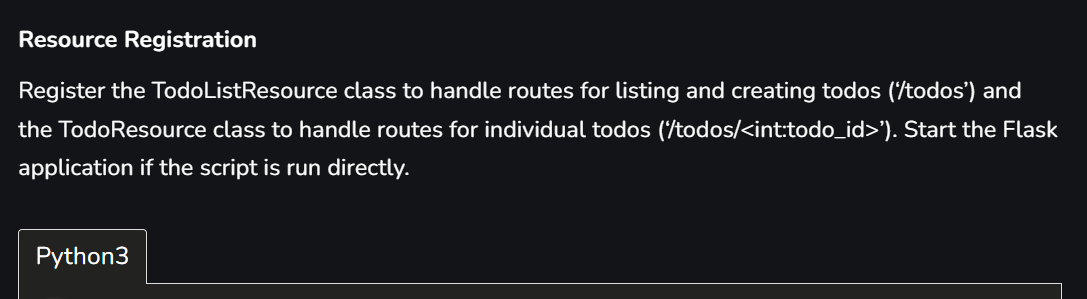 Resource Registration
Register the TodoListResource class to handle routes for listing and creating todos (‘/todos’) and
the TodoResource class to handle routes for individual todos (‘/todos/<int:todo_id>’). Start the Flask
application if the script is run directly.
Python3